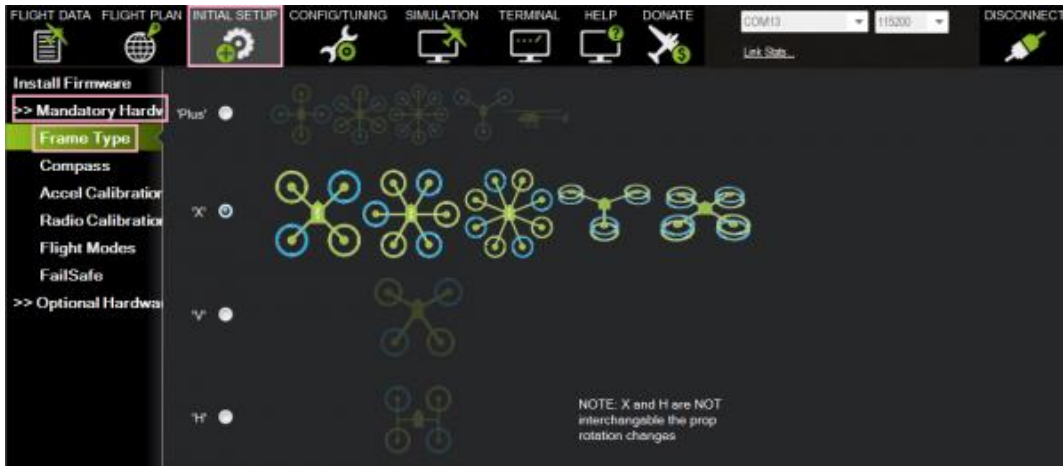 FLIGHT DATA FLIGHT PLAN INITIAL SETUP CONFIG/TUNING SIMULATION TERMINAL HELP DONATE COM13 115200 DISCONNECT
Link Stats...
Install Firmware
>> Mandatory Hardw
Frame Type
Compass
Accel Calibration
Radio Calibration
Flight Modes
FailSafe
>> Optional Hardwa
'Plus'
'X'
'V'
'H'
NOTE: X and H are NOT
interchangable the prop
rotation changes